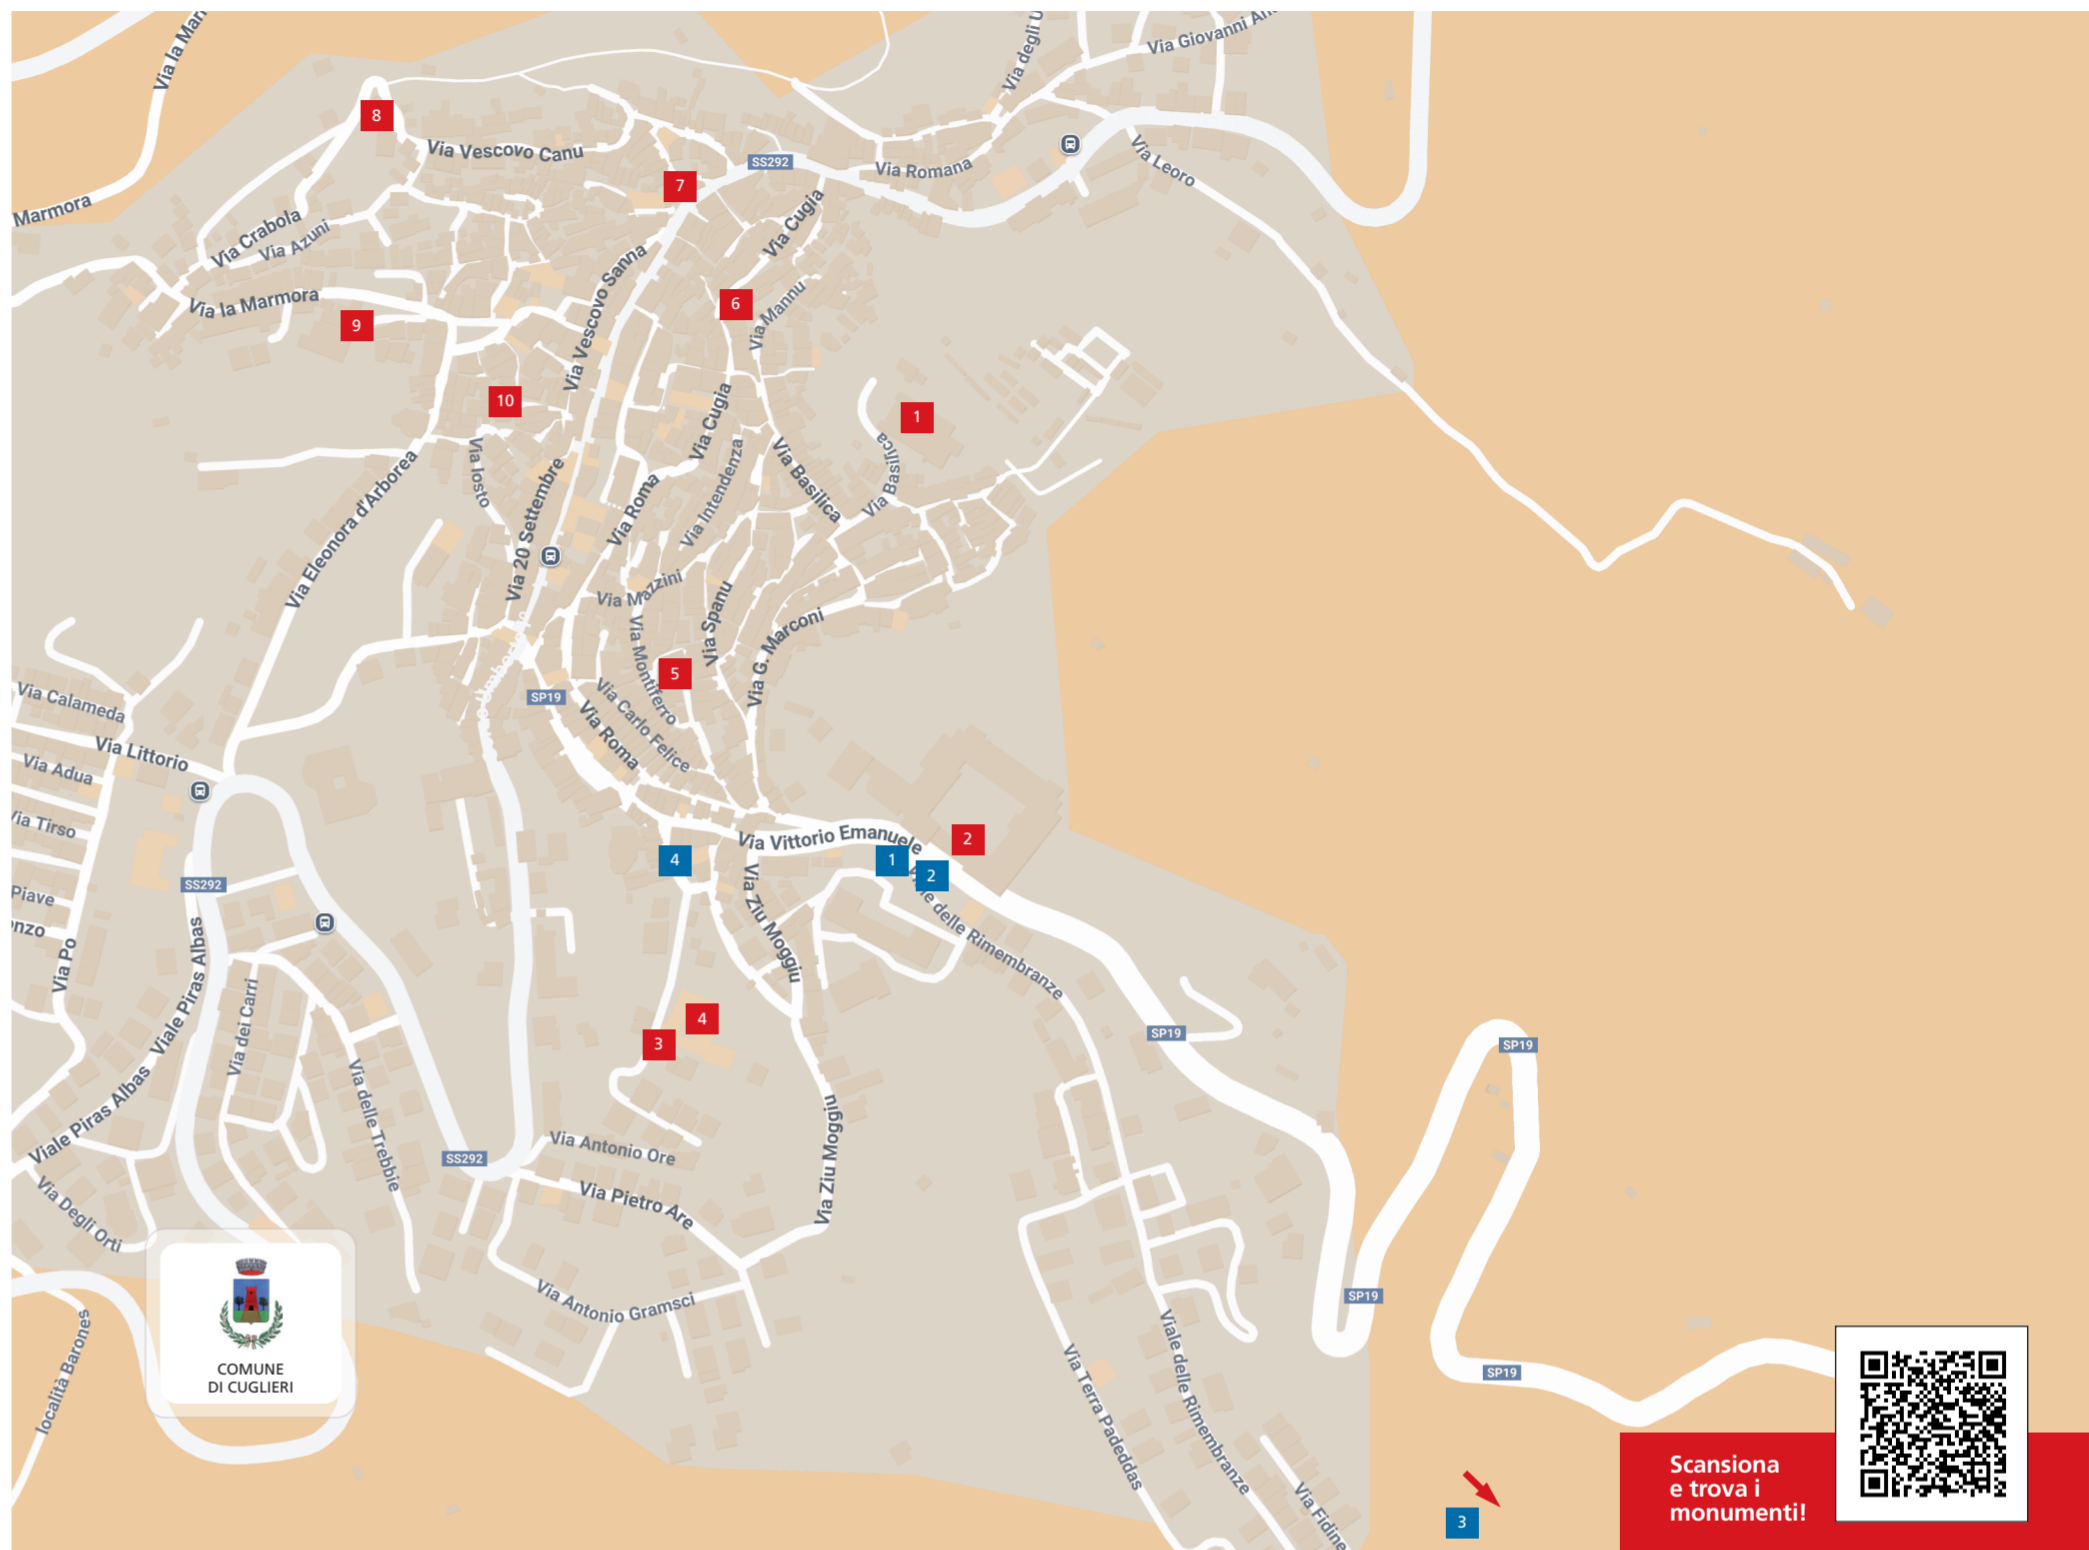 Via la Mar
Via degli U
Via Giovanni An
8
Via Vescovo Canu
SS292
Via Romana
Via Leoro
7
Marmora
Via Crabola
Via Azuni
Via Cugia
Via la Marmora
9
Via Vescovo Sanna
6
Via Mannu
10
Via Cugia
1
Via Iosto
Via Basilica
Via Basilica
Via Intendenza
Via Eleonora d'Arborea
Via 20 Settembre
Via Roma
Via Mazzini
Via Spanu
Via G. Marconi
Via Montiferro
5
Umberto
SP19
Via Carlo Felice
Via Roma
Via Calameda
Via Littorio
Via Adua
Via Tirso
Piave
nzo
Via Po
SS292
Via Vittorio Emanuele
2
4
1
2
Viale delle Rimembranze
Via Ziu Moggiu
Viale Piras Albas
Via dei Carri
4
3
SP19
SP19
Viale Piras Albas
Via delle Trebbie
Via Ziu Moggiu
SS292
Via Antonio Ore
Via Pietro Are
Via Degli Orti
Via Antonio Gramsci
SP19
SP19
località Barones
COMUNE
DI CUGLIERI
Via Terra Padeddas
Viale delle Rimembranze
Via Fidine
3
Scansiona
e trova i
monumenti!